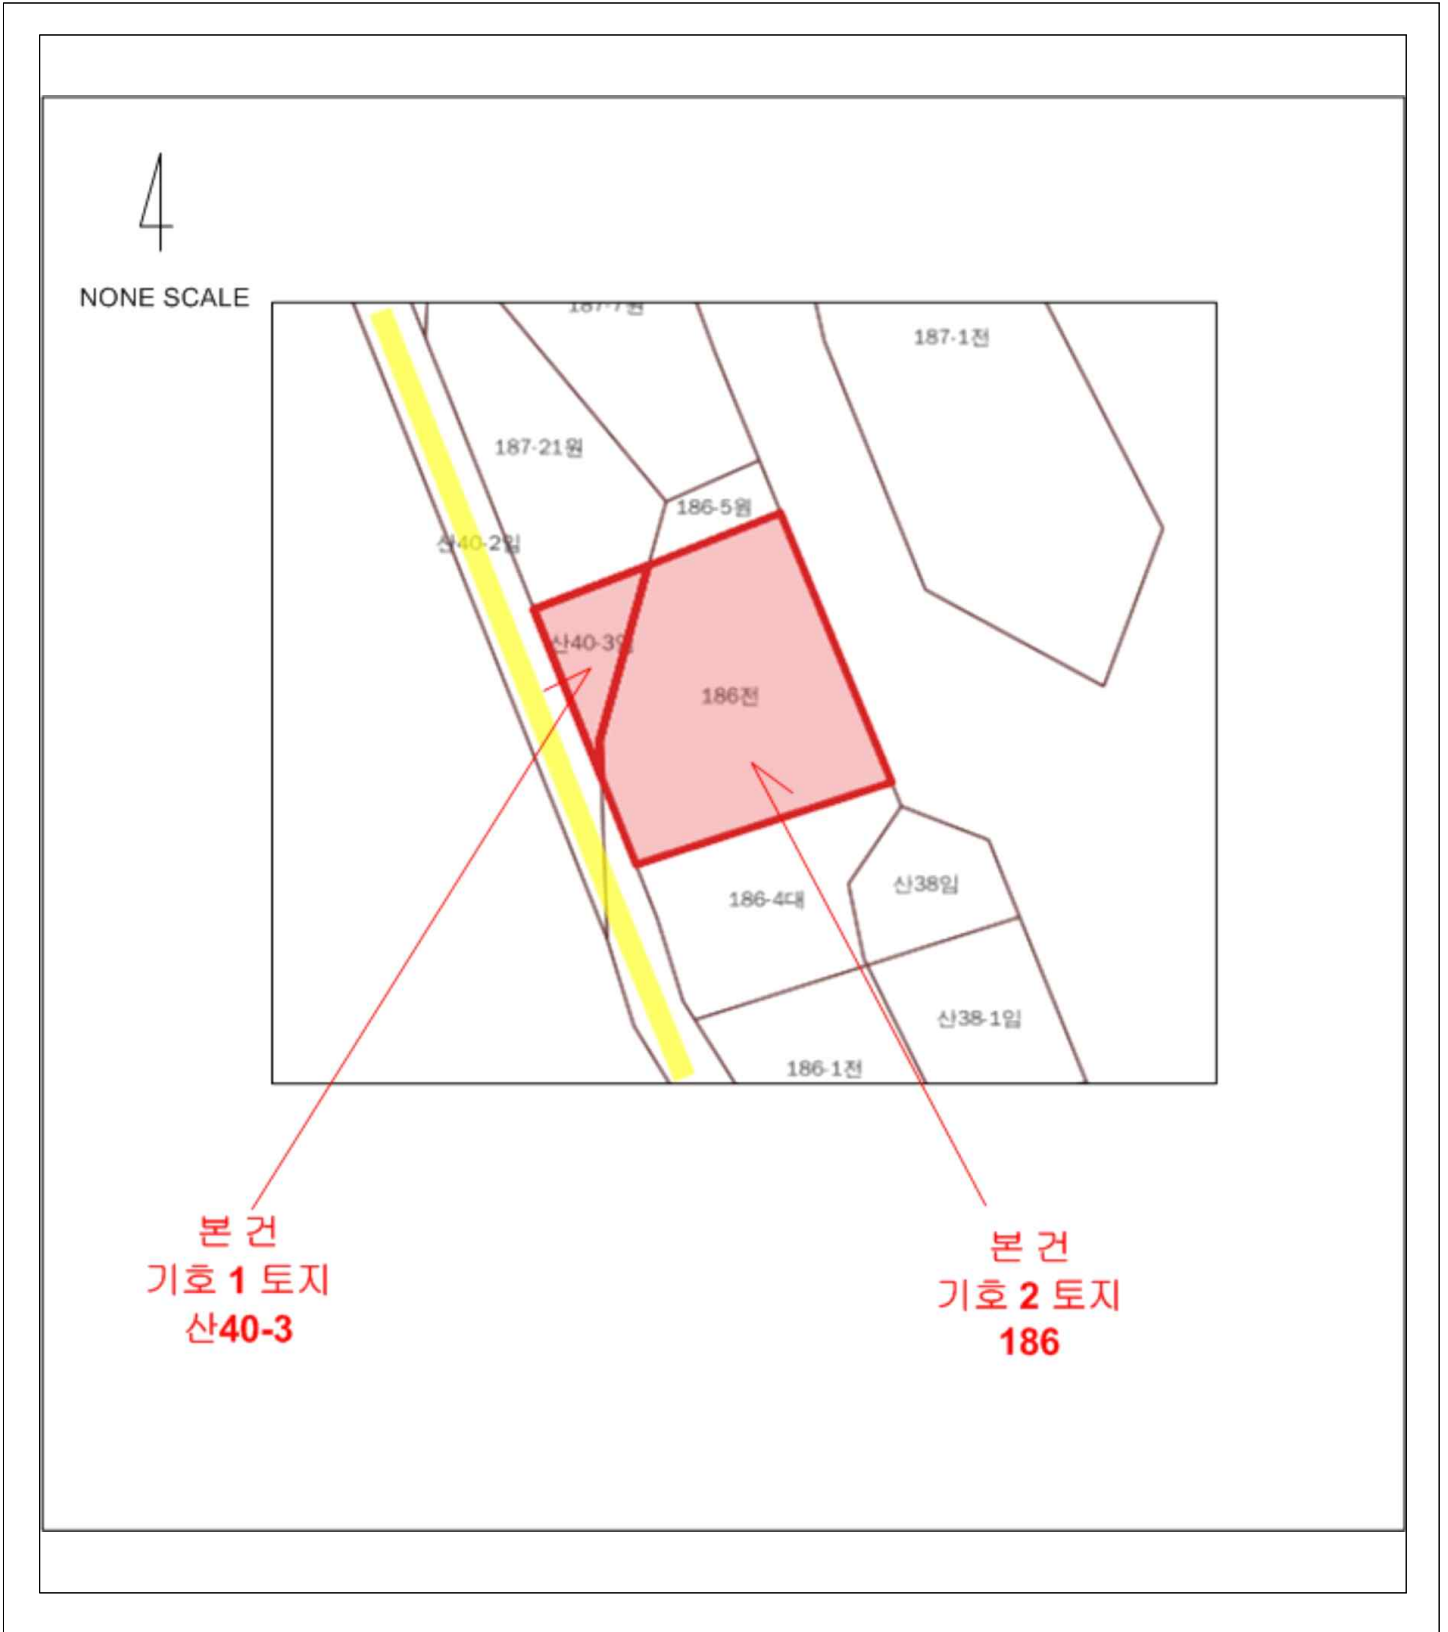 NONE SCALE
187-7원
187-1전
187-21원
186-5원
산40-2임
산40-3임
186전
186-4대
산38임
산38-1임
186-1전
본 건
기호 1 토지
산40-3
본 건
기호 2 토지
186